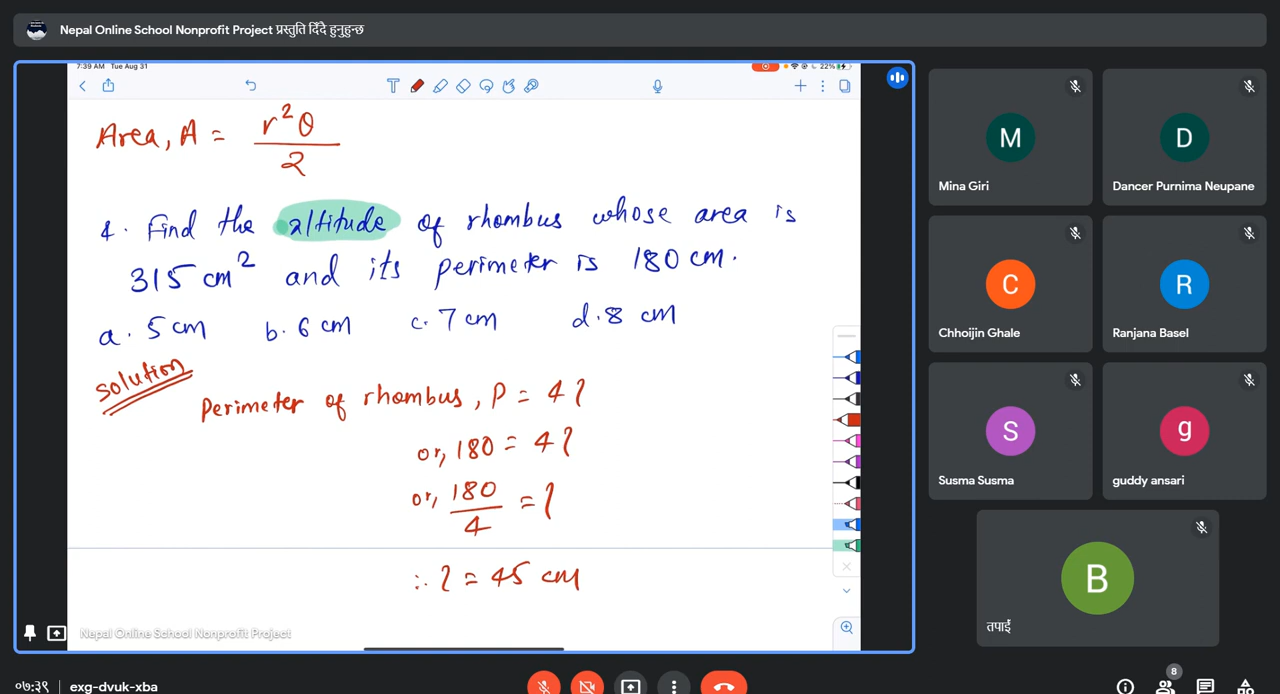 Nepal Online School Nonprofit Project प्रस्तुति दिँदै हुनुहुन्छ
7:39 AM Tue Aug 31
22%
T
Area, A = r²θ / 2
4. Find the altitude of rhombus whose area is
315 cm² and its perimeter is 180 cm.
a. 5 cm b. 6 cm c. 7 cm d. 8 cm
Solution
Perimeter of rhombus, P = 4l
or, 180 = 4l
or, 180 / 4 = l
∴ l = 45 cm
Nepal Online School Nonprofit Project
M
Mina Giri
D
Dancer Purnima Neupane
C
Chhoijin Ghale
R
Ranjana Basel
S
Susma Susma
g
guddy ansari
B
तपाईं
०७:३९ | exg-dvuk-xba
8